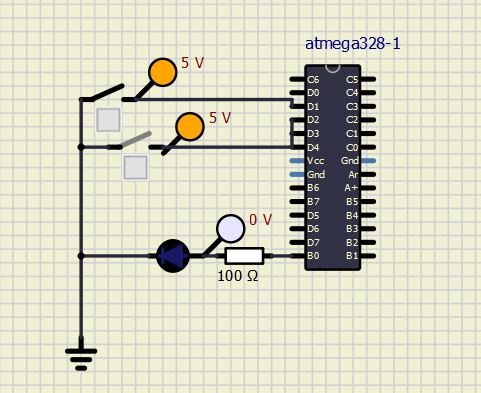 atmega328-1
5 V
5 V
0 V
100 Ω
C6 C5
D0 C4
D1 C3
D2 C2
D3 C1
D4 C0
Vcc Gnd
Gnd Ar
B6 A+
B7 B5
D5 B4
D6 B3
D7 B2
B0 B1